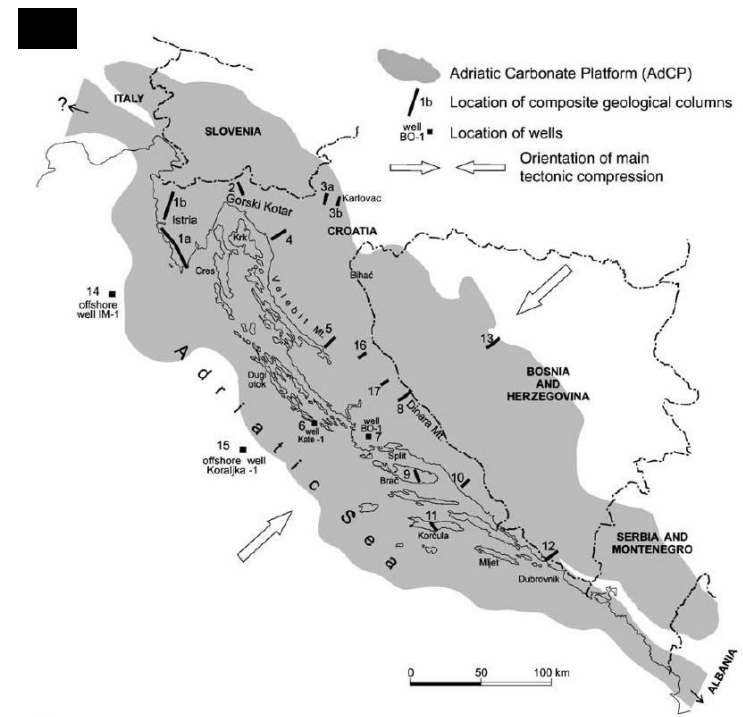 Adriatic Carbonate Platform (AdCP)
1b Location of composite geological columns
well
BO-1 Location of wells
Orientation of main
tectonic compression
?
ITALY
SLOVENIA
2
Gorski Kotar
3a
Karlovac
3b
1b
Istria
1a
Krk
4
CROATIA
Cres
Bihać
14
offshore
well IM-1
Velebit Mt.
5
16
13
BOSNIA
AND
HERZEGOVINA
Dugi
otok
17
8
Dinara Mt.
6
well
Kate -1
well
BO-1
7
15
offshore well
Koraljka -1
Split
Brač
9
10
Adriatic Sea
11
Korčula
Mljet
12
Dubrovnik
SERBIA AND
MONTENEGRO
ALBANIA
0 50 100 km